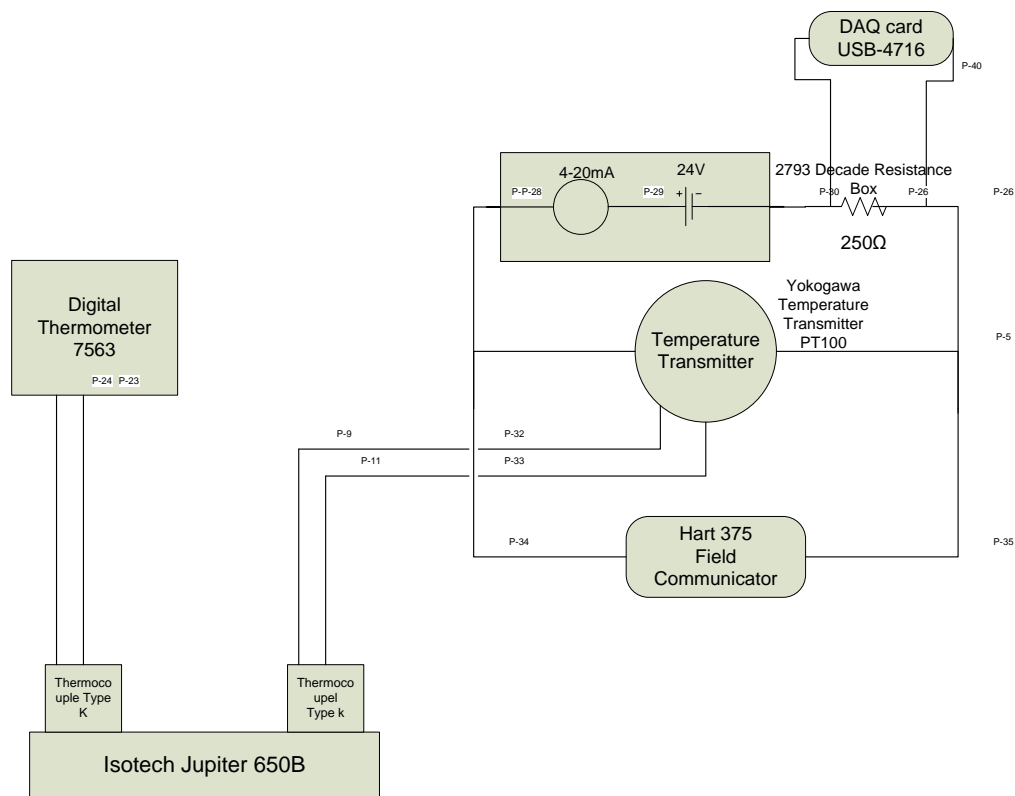 DAQ card
USB-4716
P-40
4-20mA
24V
2793 Decade Resistance
Box
P-P-28
P-29
+
−
P-30
P-26
P-26
250Ω
Digital
Thermometer
7563
P-24 P-23
Temperature
Transmitter
Yokogawa
Temperature
Transmitter
PT100
P-5
P-9
P-32
P-11
P-33
P-34
Hart 375
Field
Communicator
P-35
Thermoco
uple Type
K
Thermoco
upel
Type k
Isotech Jupiter 650B